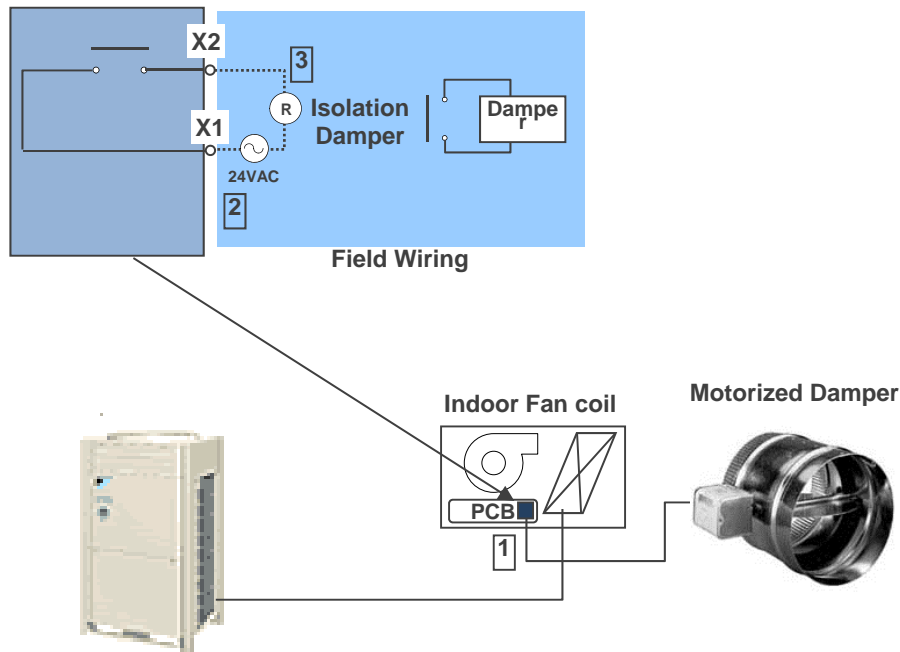 X2
3
R
Isolation
Damper
Dampe
r
X1
24VAC
2
Field Wiring
Indoor Fan coil
Motorized Damper
PCB
1